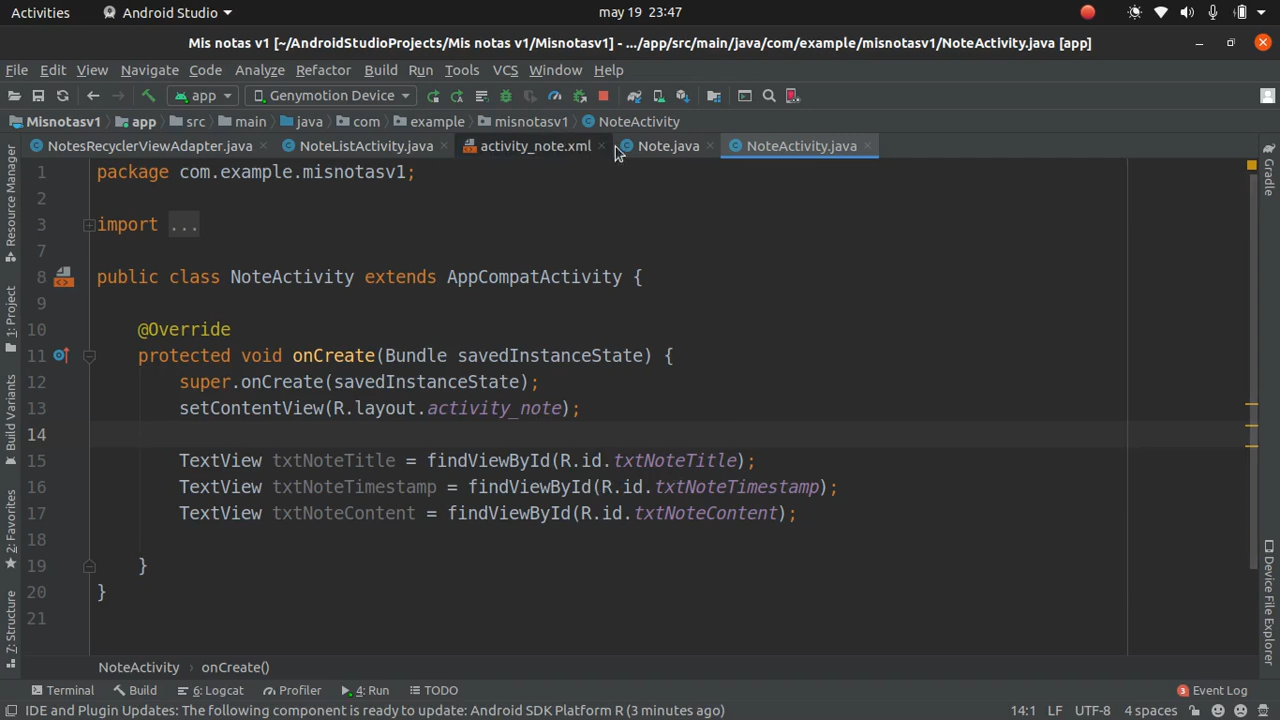 Activities Android Studio may 19 23:47
Mis notas v1 [~/AndroidStudioProjects/Mis notas v1/Misnotasv1] - .../app/src/main/java/com/example/misnotasv1/NoteActivity.java [app]
File Edit View Navigate Code Analyze Refactor Build Run Tools VCS Window Help
app Genymotion Device
Misnotasv1 app src main java com example misnotasv1 NoteActivity
NotesRecyclerViewAdapter.java NoteListActivity.java activity_note.xml Note.java NoteActivity.java
1 package com.example.misnotasv1;
2
3 import ...
7
8 public class NoteActivity extends AppCompatActivity {
9
10 @Override
11 protected void onCreate(Bundle savedInstanceState) {
12 super.onCreate(savedInstanceState);
13 setContentView(R.layout.activity_note);
14
15 TextView txtNoteTitle = findViewById(R.id.txtNoteTitle);
16 TextView txtNoteTimestamp = findViewById(R.id.txtNoteTimestamp);
17 TextView txtNoteContent = findViewById(R.id.txtNoteContent);
18
19 }
20 }
21
Resource Manager
1: Project
Build Variants
2: Favorites
7: Structure
Gradle
Device File Explorer
NoteActivity › onCreate()
Terminal Build 6: Logcat Profiler 4: Run TODO 3 Event Log
IDE and Plugin Updates: The following component is ready to update: Android SDK Platform R (3 minutes ago) 14:1 LF UTF-8 4 spaces